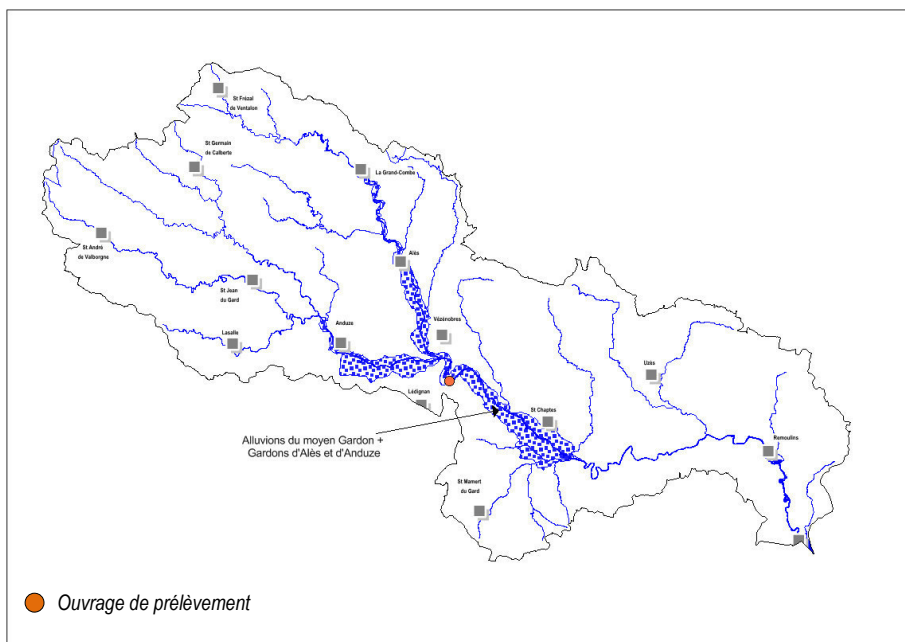 St Frézal
de Ventalon
St Germain
de Calberte
La Grand-Combe
St André
de Valborgne
Alès
St Jean
du Gard
Anduze
Vézénobres
Lasalle
Uzès
Lédignan
St Chaptes
Alluvions du moyen Gardon +
Gardons d'Alès et d'Anduze
Remoulins
St Mamert
du Gard
Ouvrage de prélèvement